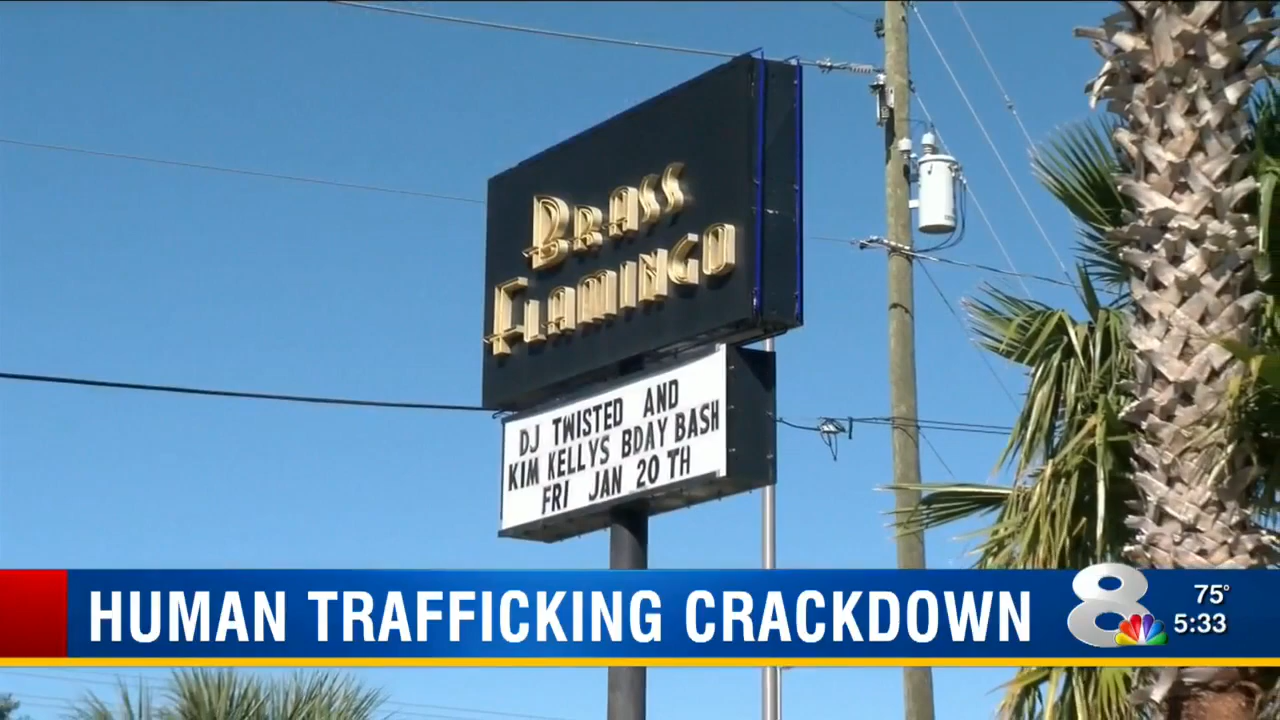 BRASS
FLAMINGO
DJ TWISTED AND
KIM KELLYS BDAY BASH
FRI JAN 20TH
HUMAN TRAFFICKING CRACKDOWN
8
75°
5:33